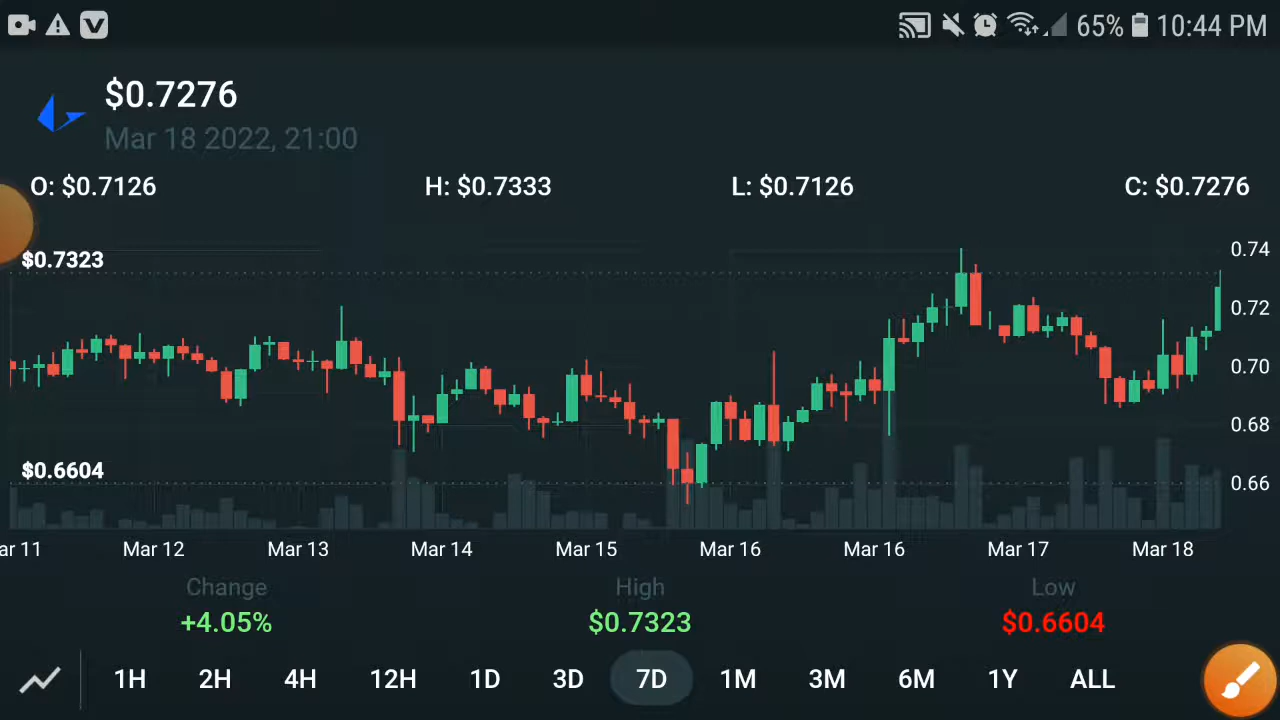 65% 10:44 PM
$0.7276
Mar 18 2022, 21:00
O: $0.7126 H: $0.7333 L: $0.7126 C: $0.7276
$0.7323
0.74
0.72
0.70
0.68
$0.6604
0.66
ar 11 Mar 12 Mar 13 Mar 14 Mar 15 Mar 16 Mar 16 Mar 17 Mar 18
Change High Low
+4.05% $0.7323 $0.6604
1H 2H 4H 12H 1D 3D 7D 1M 3M 6M 1Y ALL